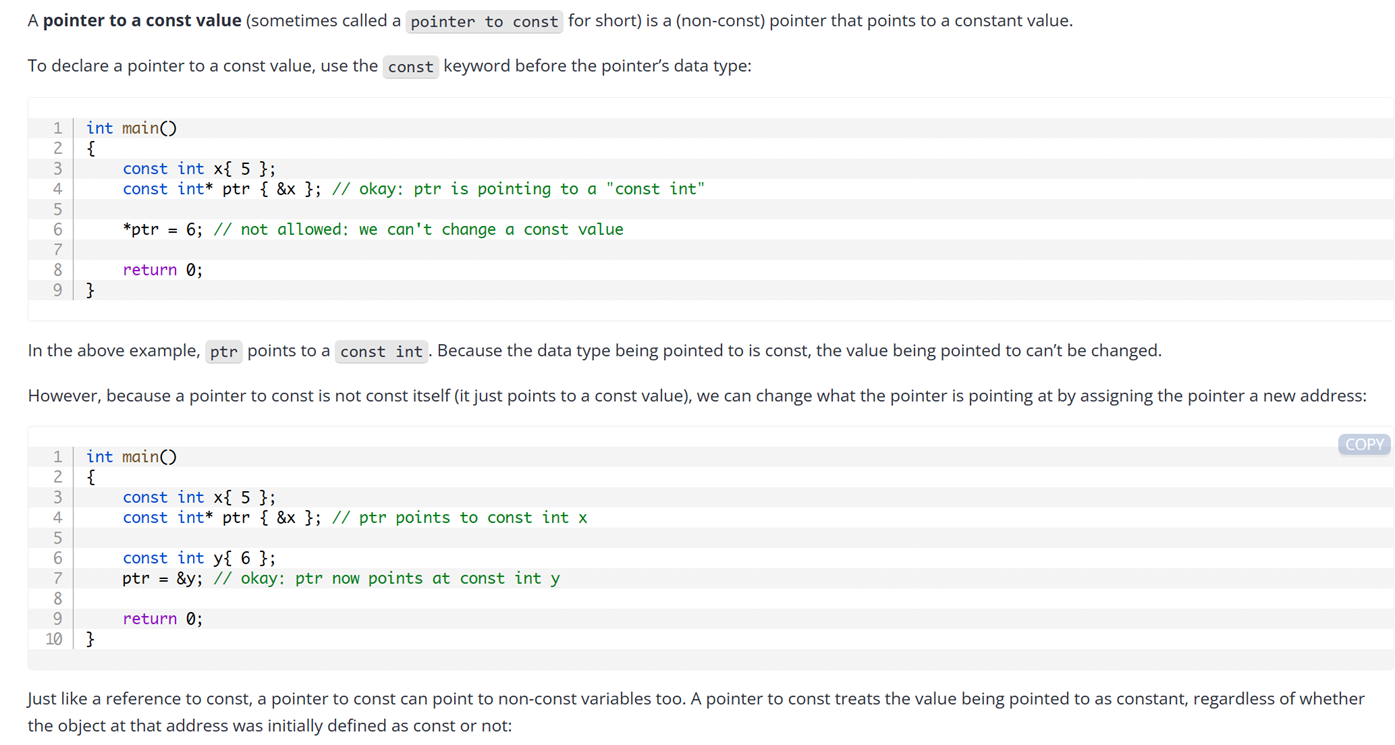 A pointer to a const value (sometimes called a pointer to const for short) is a (non-const) pointer that points to a constant value.
To declare a pointer to a const value, use the const keyword before the pointer’s data type:
1 int main()
2 {
3     const int x{ 5 };
4     const int* ptr { &x }; // okay: ptr is pointing to a "const int"
5
6     *ptr = 6; // not allowed: we can't change a const value
7
8     return 0;
9 }
In the above example, ptr points to a const int. Because the data type being pointed to is const, the value being pointed to can’t be changed.
However, because a pointer to const is not const itself (it just points to a const value), we can change what the pointer is pointing at by assigning the pointer a new address:
COPY
1 int main()
2 {
3     const int x{ 5 };
4     const int* ptr { &x }; // ptr points to const int x
5
6     const int y{ 6 };
7     ptr = &y; // okay: ptr now points at const int y
8
9     return 0;
10 }
Just like a reference to const, a pointer to const can point to non-const variables too. A pointer to const treats the value being pointed to as constant, regardless of whether
the object at that address was initially defined as const or not: